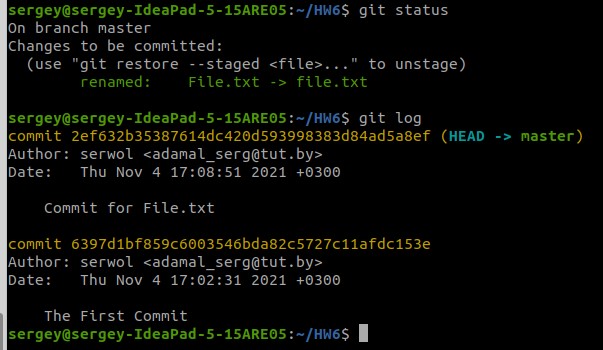 sergey@sergey-IdeaPad-5-15ARE05:~/HW6$ git status
On branch master
Changes to be committed:
  (use "git restore --staged <file>..." to unstage)
        renamed:    File.txt -> file.txt

sergey@sergey-IdeaPad-5-15ARE05:~/HW6$ git log
commit 2ef632b35387614dc420d593998383d84ad5a8ef (HEAD -> master)
Author: serwol <adamal_serg@tut.by>
Date:   Thu Nov 4 17:08:51 2021 +0300

    Commit for File.txt

commit 6397d1bf859c6003546bda82c5727c11afdc153e
Author: serwol <adamal_serg@tut.by>
Date:   Thu Nov 4 17:02:31 2021 +0300

    The First Commit
sergey@sergey-IdeaPad-5-15ARE05:~/HW6$